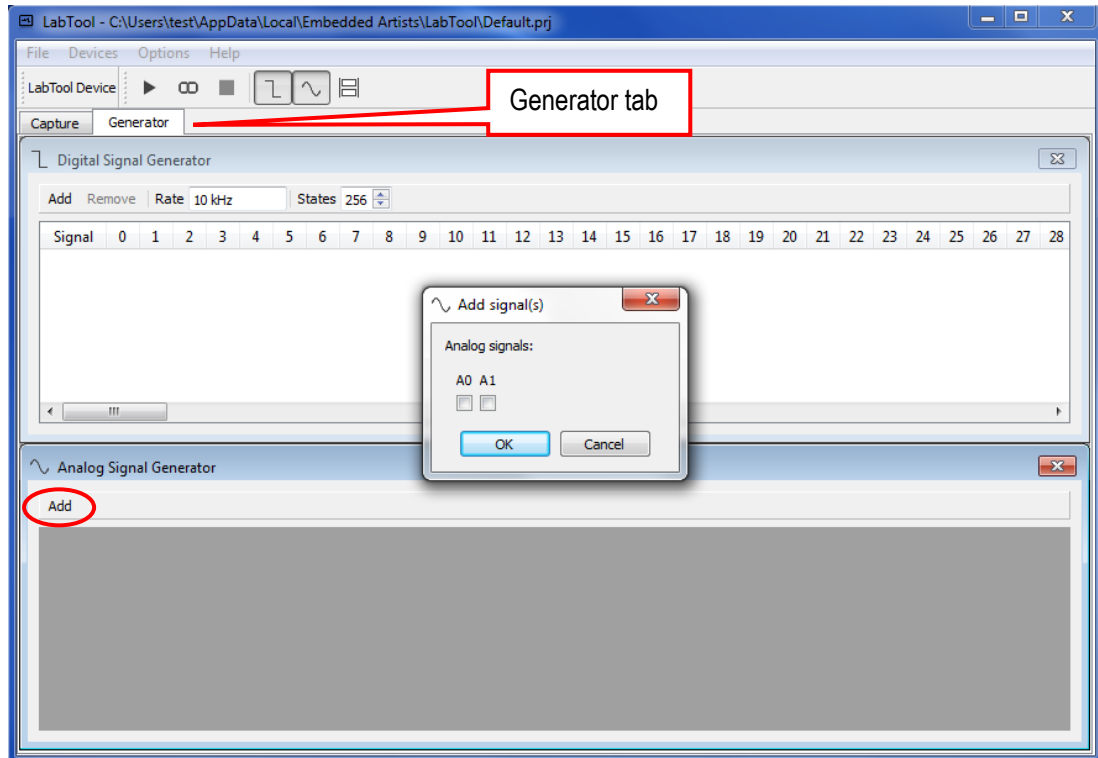 LabTool - C:\Users\test\AppData\Local\Embedded Artists\LabTool\Default.prj
File Devices Options Help
LabTool Device
Generator tab
Capture Generator
Digital Signal Generator
Add Remove Rate 10 kHz States 256
Signal 0 1 2 3 4 5 6 7 8 9 10 11 12 13 14 15 16 17 18 19 20 21 22 23 24 25 26 27 28
Add signal(s)
Analog signals:
A0 A1
OK Cancel
Analog Signal Generator
Add